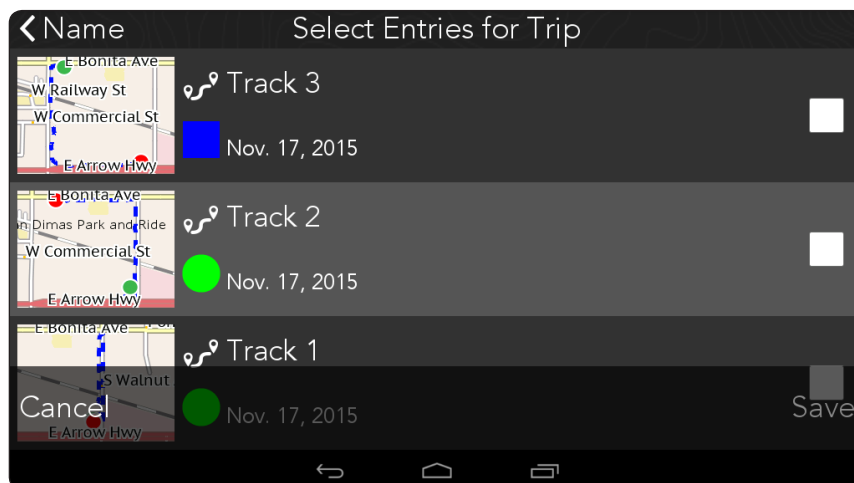 Name
Select Entries for Trip
E Bonita Ave
W Railway St
W Commercial St
E Arrow Hwy
Track 3
Nov. 17, 2015
E Bonita Ave
Dimas Park and Ride
W Commercial St
E Arrow Hwy
Track 2
Nov. 17, 2015
E Bonita Ave
S Walnut
E Arrow Hwy
Track 1
Nov. 17, 2015
Cancel
Save